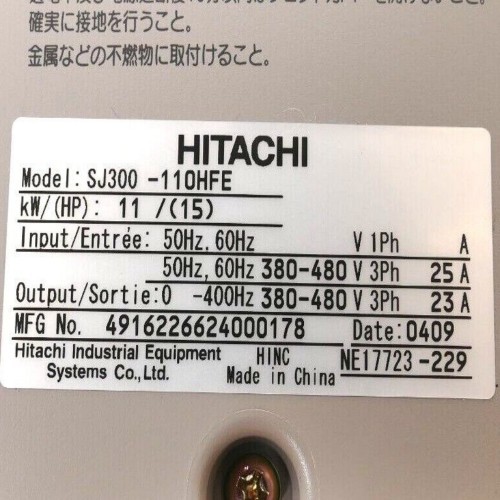 確実に接地を行うこと。
金属などの不燃物に取付けること。
HITACHI
Model: SJ300 -110HFE
kW/(HP): 11 /(15)
Input/Entrée: 50Hz,60Hz V 1Ph A
50Hz,60Hz 380-480 V 3Ph 25 A
Output/Sortie:0 -400Hz 380-480 V 3Ph 23 A
MFG No. 4916226624000178 Date:0409
Hitachi Industrial Equipment Systems Co.,Ltd. HINC Made in China NE17723 -229